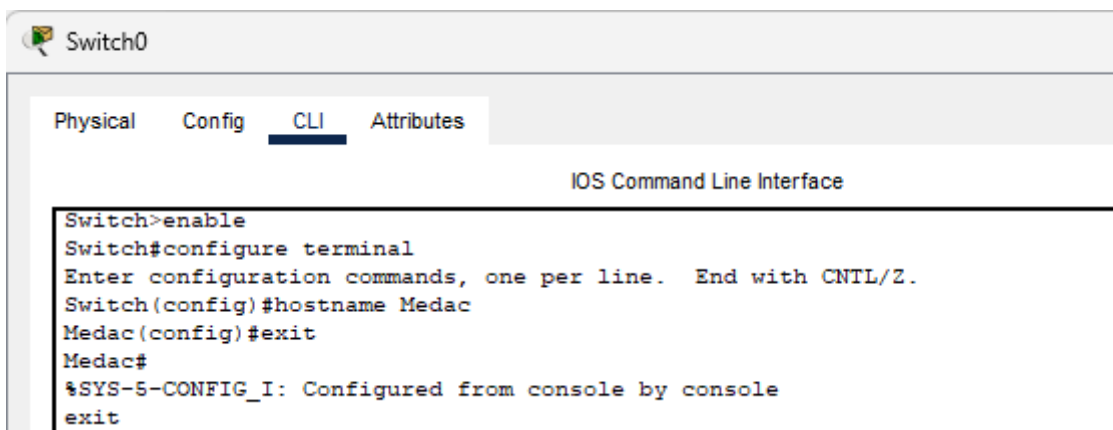 Switch0
Physical Config CLI Attributes
IOS Command Line Interface
Switch>enable
Switch#configure terminal
Enter configuration commands, one per line.  End with CNTL/Z.
Switch(config)#hostname Medac
Medac(config)#exit
Medac#
%SYS-5-CONFIG_I: Configured from console by console
exit